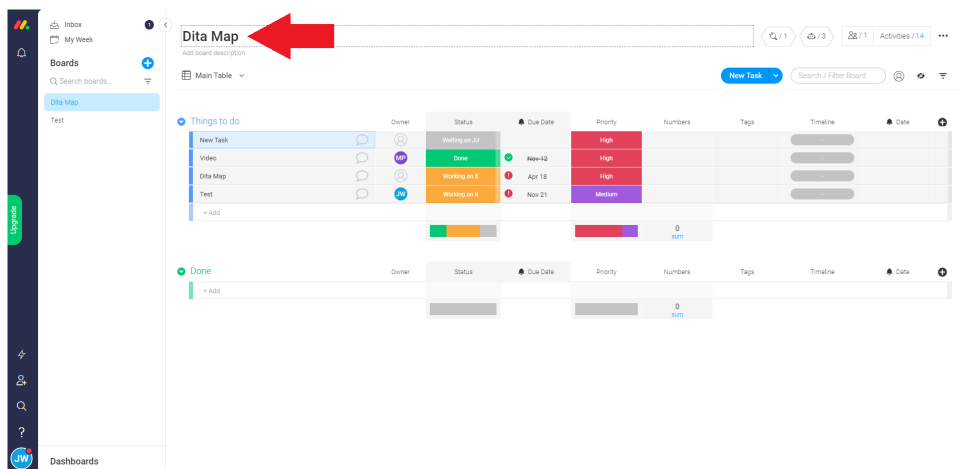 Inbox 1
My Week
Boards
Search boards...
Dita Map
Test
Upgrade
?
JW
Dashboards
Dita Map
Add board description
/ 1
/ 3
/ 1
Activities / 14
Main Table
New Task
Search / Filter Board
Things to do Owner Status Due Date Priority Numbers Tags Timeline Date
New Task Waiting on JJ High -
Video MP Done Nov 12 High -
Dita Map Working on it Apr 18 High -
Test JW Working on it Nov 21 Medium -
+ Add
0
sum
Done Owner Status Due Date Priority Numbers Tags Timeline Date
+ Add
0
sum